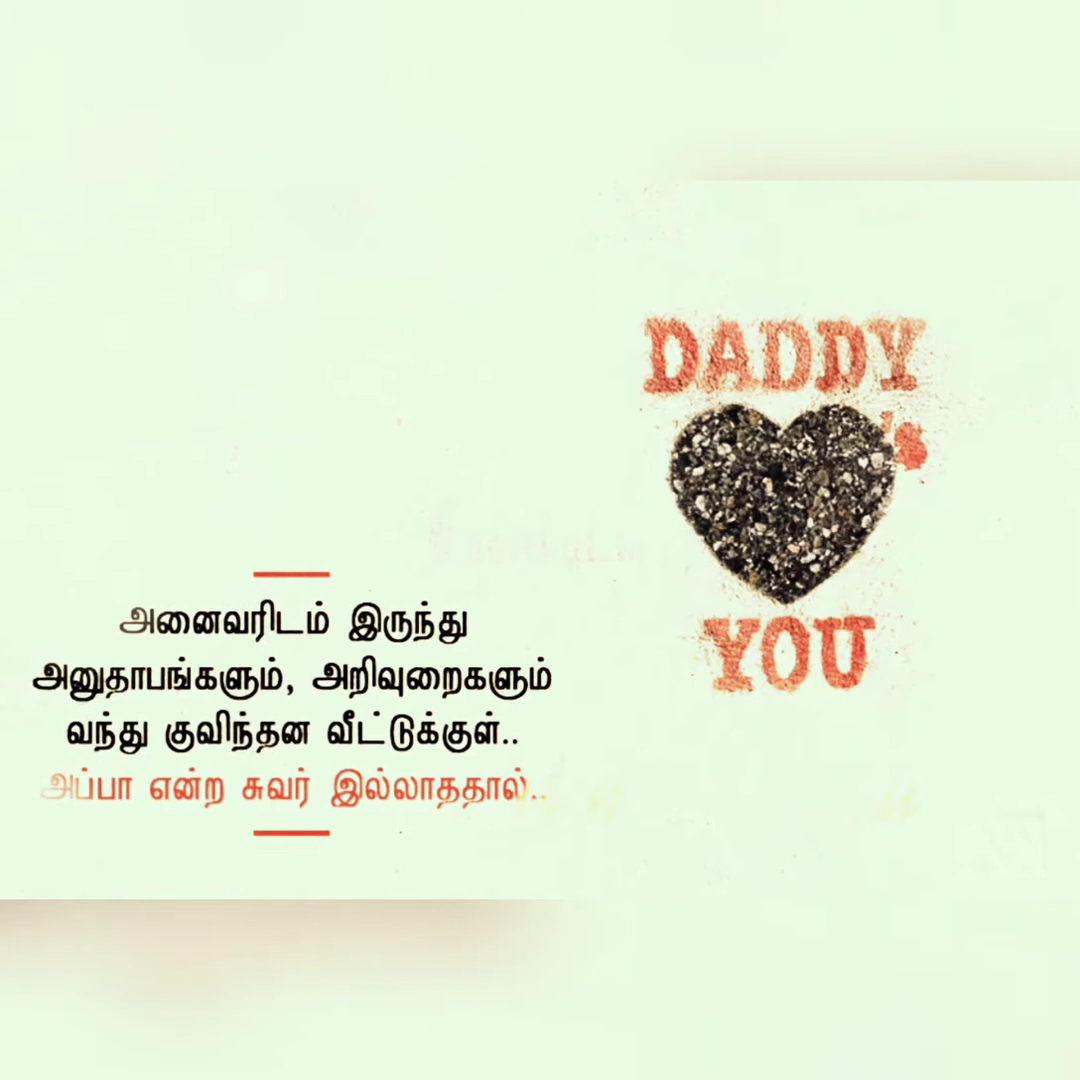 DADDY
's
YOU
அனைவரிடம் இருந்து
அனுதாபங்களும், அறிவுறைகளும்
வந்து குவிந்தன வீட்டுக்குள்..
அப்பா என்ற சுவர் இல்லாததால்..